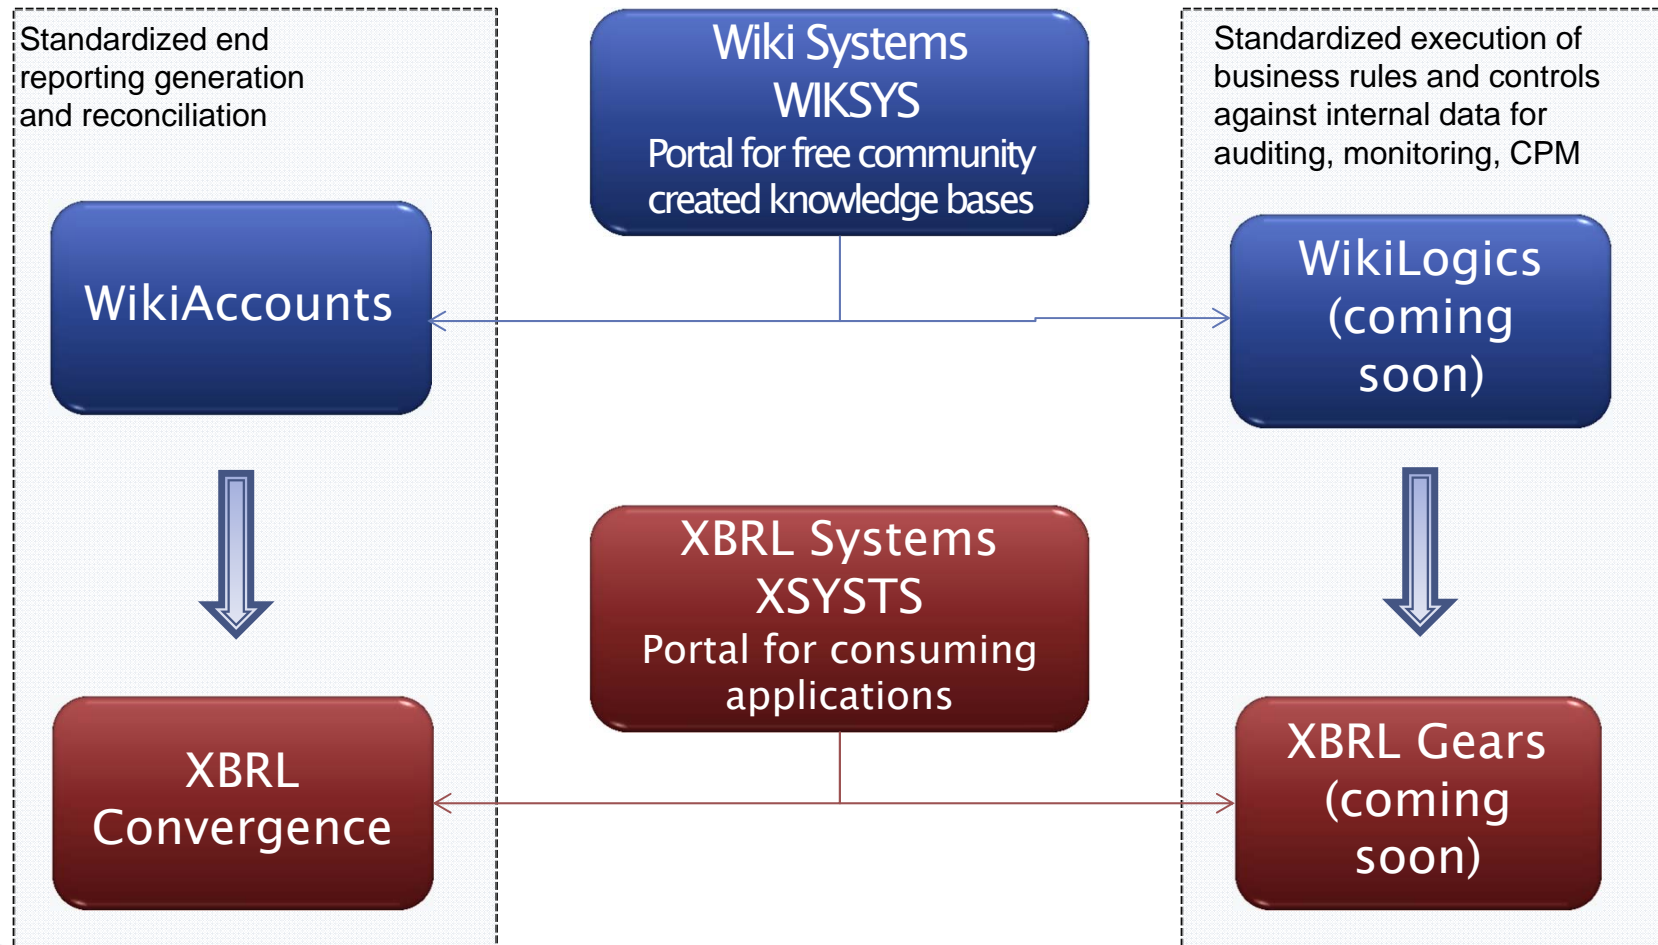 Standardized end
reporting generation
and reconciliation
Wiki Systems
WIKSYS
Portal for free community
created knowledge bases
Standardized execution of
business rules and controls
against internal data for
auditing, monitoring, CPM
WikiAccounts
WikiLogics
(coming
soon)
XBRL Systems
XSYSTS
Portal for consuming
applications
XBRL
Convergence
XBRL Gears
(coming
soon)